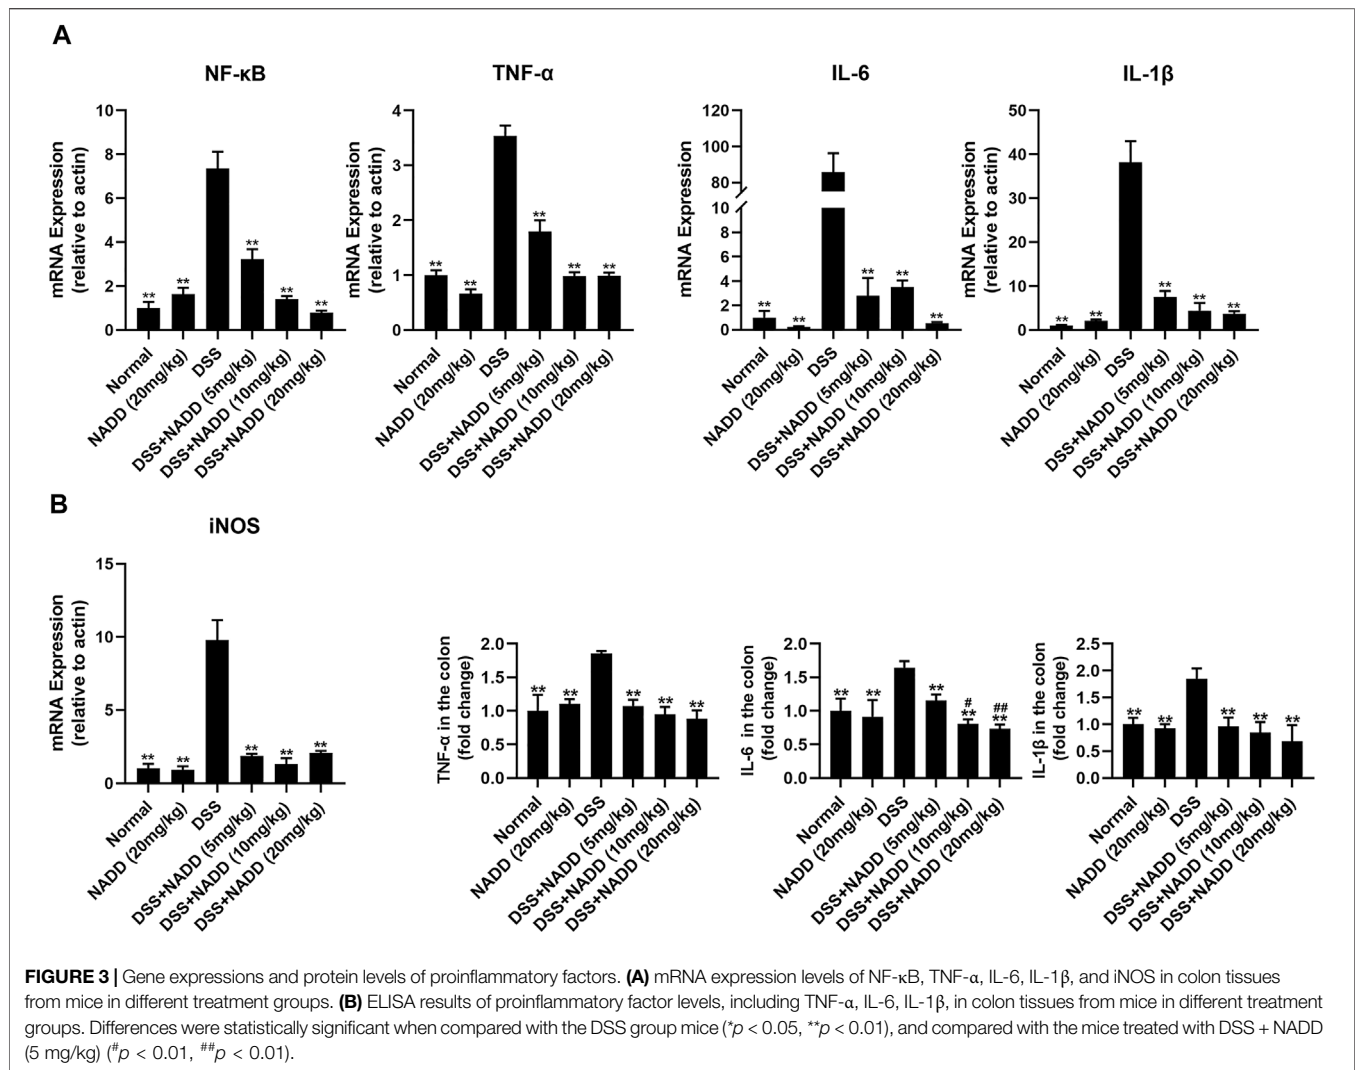 A
NF-κB
TNF-α
IL-6
IL-1β
mRNA Expression
(relative to actin)
10
8
6
4
2
0
**
**
**
**
**
Normal
NADD (20mg/kg)
DSS
DSS+NADD (5mg/kg)
DSS+NADD (10mg/kg)
DSS+NADD (20mg/kg)
mRNA Expression
(relative to actin)
4
3
2
1
0
**
**
**
**
**
Normal
NADD (20mg/kg)
DSS
DSS+NADD (5mg/kg)
DSS+NADD (10mg/kg)
DSS+NADD (20mg/kg)
mRNA Expression
120
100
80
10
8
6
4
2
0
**
**
**
**
**
Normal
NADD (20mg/kg)
DSS
DSS+NADD (5mg/kg)
DSS+NADD (10mg/kg)
DSS+NADD (20mg/kg)
mRNA Expression
(relative to actin)
50
40
30
20
10
0
**
**
**
**
**
Normal
NADD (20mg/kg)
DSS
DSS+NADD (5mg/kg)
DSS+NADD (10mg/kg)
DSS+NADD (20mg/kg)
B
iNOS
mRNA Expression
(relative to actin)
15
10
5
0
**
**
**
**
**
Normal
NADD (20mg/kg)
DSS
DSS+NADD (5mg/kg)
DSS+NADD (10mg/kg)
DSS+NADD (20mg/kg)
TNF-α in the colon
(fold change)
2.0
1.5
1.0
0.5
0.0
**
**
**
**
**
Normal
NADD (20mg/kg)
DSS
DSS+NADD (5mg/kg)
DSS+NADD (10mg/kg)
DSS+NADD (20mg/kg)
IL-6 in the colon
(fold change)
2.0
1.5
1.0
0.5
0.0
**
**
**
#
**
##
**
Normal
NADD (20mg/kg)
DSS
DSS+NADD (5mg/kg)
DSS+NADD (10mg/kg)
DSS+NADD (20mg/kg)
IL-1β in the colon
(fold change)
2.5
2.0
1.5
1.0
0.5
0.0
**
**
**
**
**
Normal
NADD (20mg/kg)
DSS
DSS+NADD (5mg/kg)
DSS+NADD (10mg/kg)
DSS+NADD (20mg/kg)
FIGURE 3 | Gene expressions and protein levels of proinflammatory factors. (A) mRNA expression levels of NF-κB, TNF-α, IL-6, IL-1β, and iNOS in colon tissues
from mice in different treatment groups. (B) ELISA results of proinflammatory factor levels, including TNF-α, IL-6, IL-1β, in colon tissues from mice in different treatment
groups. Differences were statistically significant when compared with the DSS group mice (*p < 0.05, **p < 0.01), and compared with the mice treated with DSS + NADD
(5 mg/kg) (#p < 0.01, ##p < 0.01).